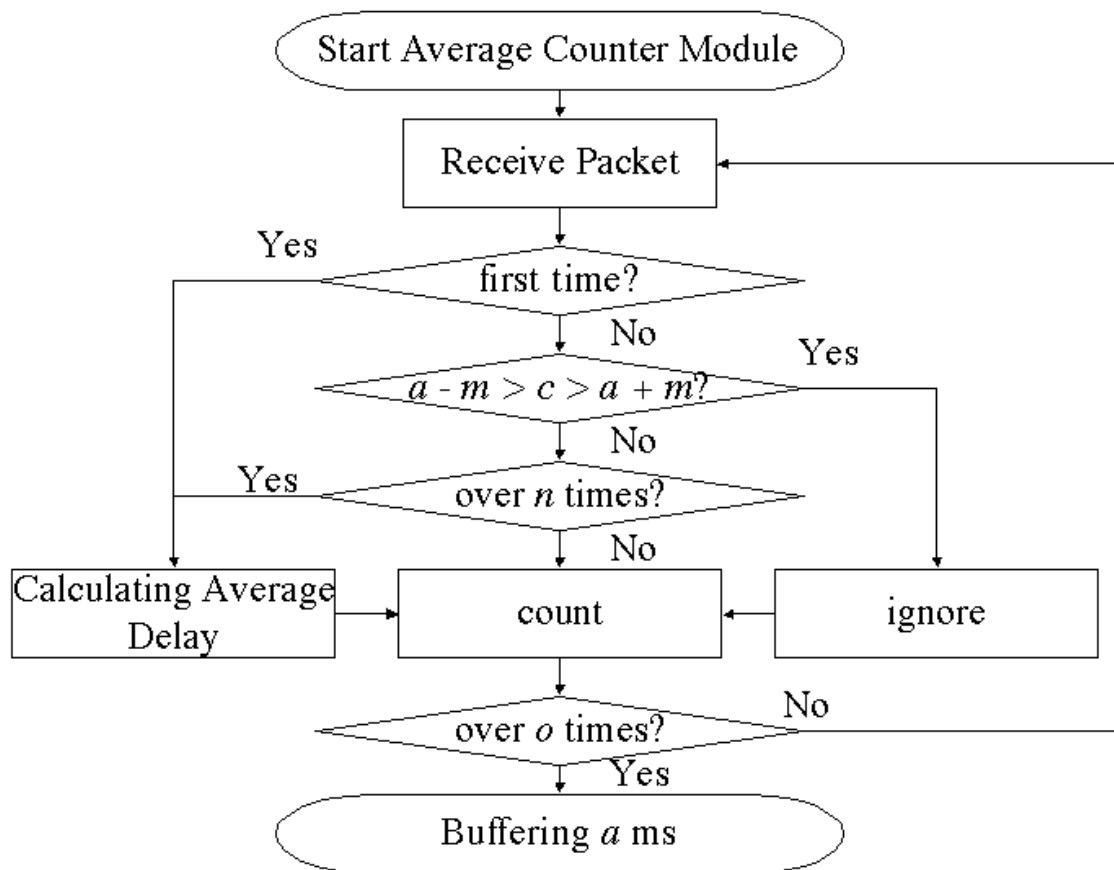 Start Average Counter Module
Receive Packet
Yes
first time?
No
Yes
a - m > c > a + m?
No
Yes
over n times?
No
Calculating Average
Delay
count
ignore
No
over o times?
Yes
Buffering a ms